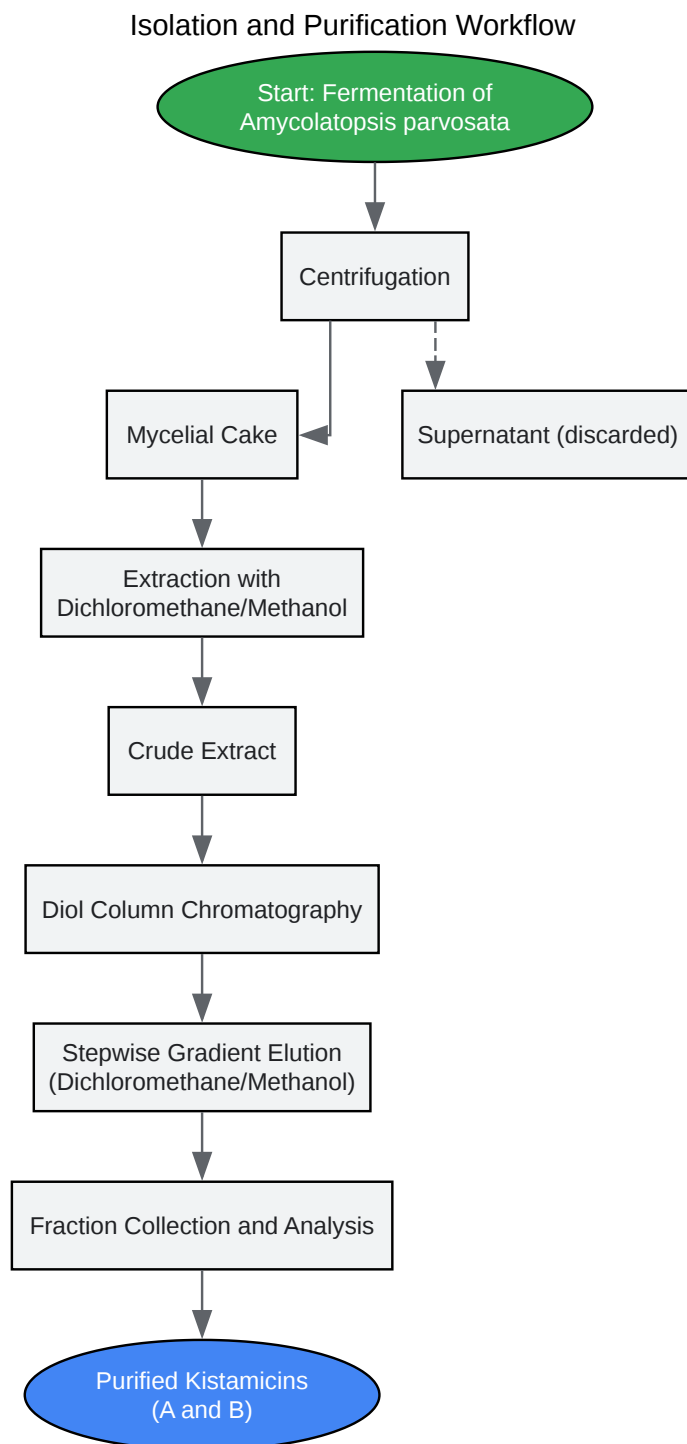 Isolation and Purification Workflow
Start: Fermentation of
Amycolatopsis parvosata
Centrifugation
Mycelial Cake
Supernatant (discarded)
Extraction with
Dichloromethane/Methanol
Crude Extract
Diol Column Chromatography
Stepwise Gradient Elution
(Dichloromethane/Methanol)
Fraction Collection and Analysis
Purified Kistamicins
(A and B)